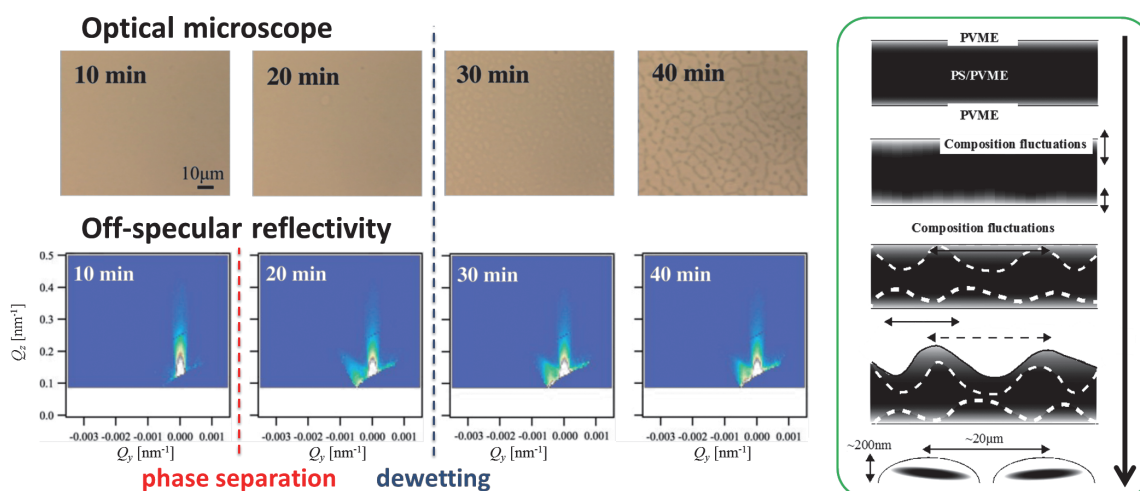 Optical microscope
10 min
20 min
30 min
40 min
10μm
Off-specular reflectivity
10 min
20 min
30 min
40 min
Qz [nm-1]
0.5
0.4
0.3
0.2
0.1
0.0
-0.003 -0.002 -0.001 0.000 0.001
-0.003 -0.002 -0.001 0.000 0.001
-0.003 -0.002 -0.001 0.000 0.001
-0.003 -0.002 -0.001 0.000 0.001
Qy [nm-1]
Qy [nm-1]
Qy [nm-1]
Qy [nm-1]
phase separation
dewetting
PVME
PS/PVME
PVME
Composition fluctuations
Composition fluctuations
~200nm
~20μm